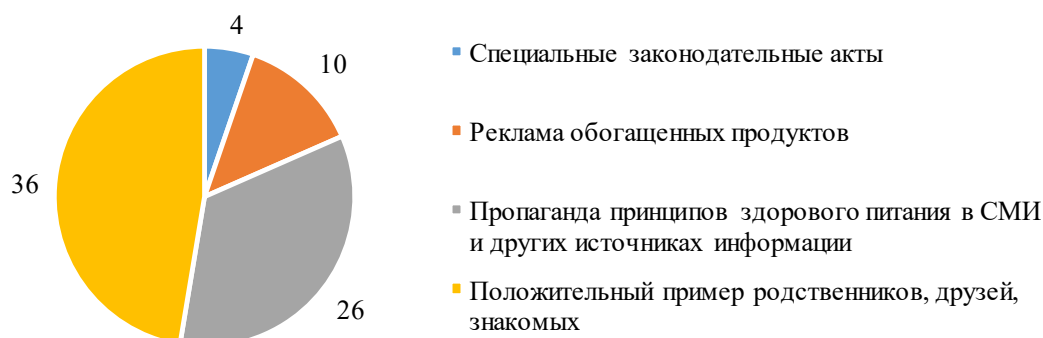 4
10
36
26
Специальные законодательные акты
Реклама обогащенных продуктов
Пропаганда принципов здорового питания в СМИ
и других источниках информации
Положительный пример родственников, друзей,
знакомых